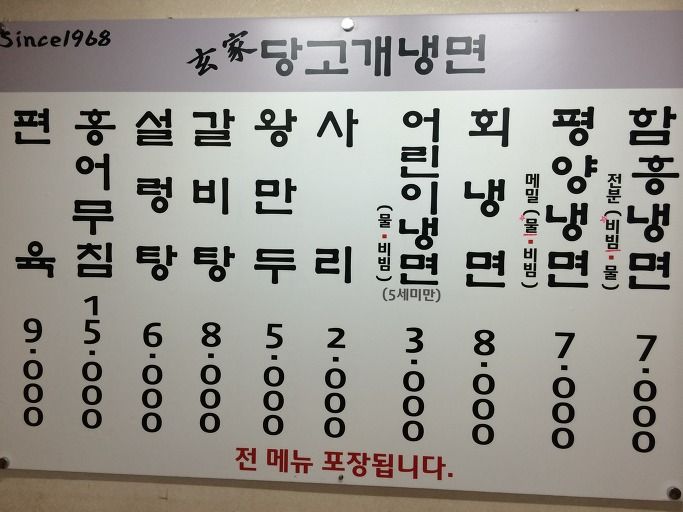 Since1968
玄家 당고개냉면
함흥냉면 전분 (비빔·물) 7.000
평양냉면 메밀 (물·비빔) 7.000
회냉면 8.000
어린이냉면 (물·비빔) (5세미만) 3.000
사리 2.000
왕만두 5.000
갈비탕 8.000
설렁탕 6.000
홍어무침 15.000
편육 9.000
전 메뉴 포장됩니다.